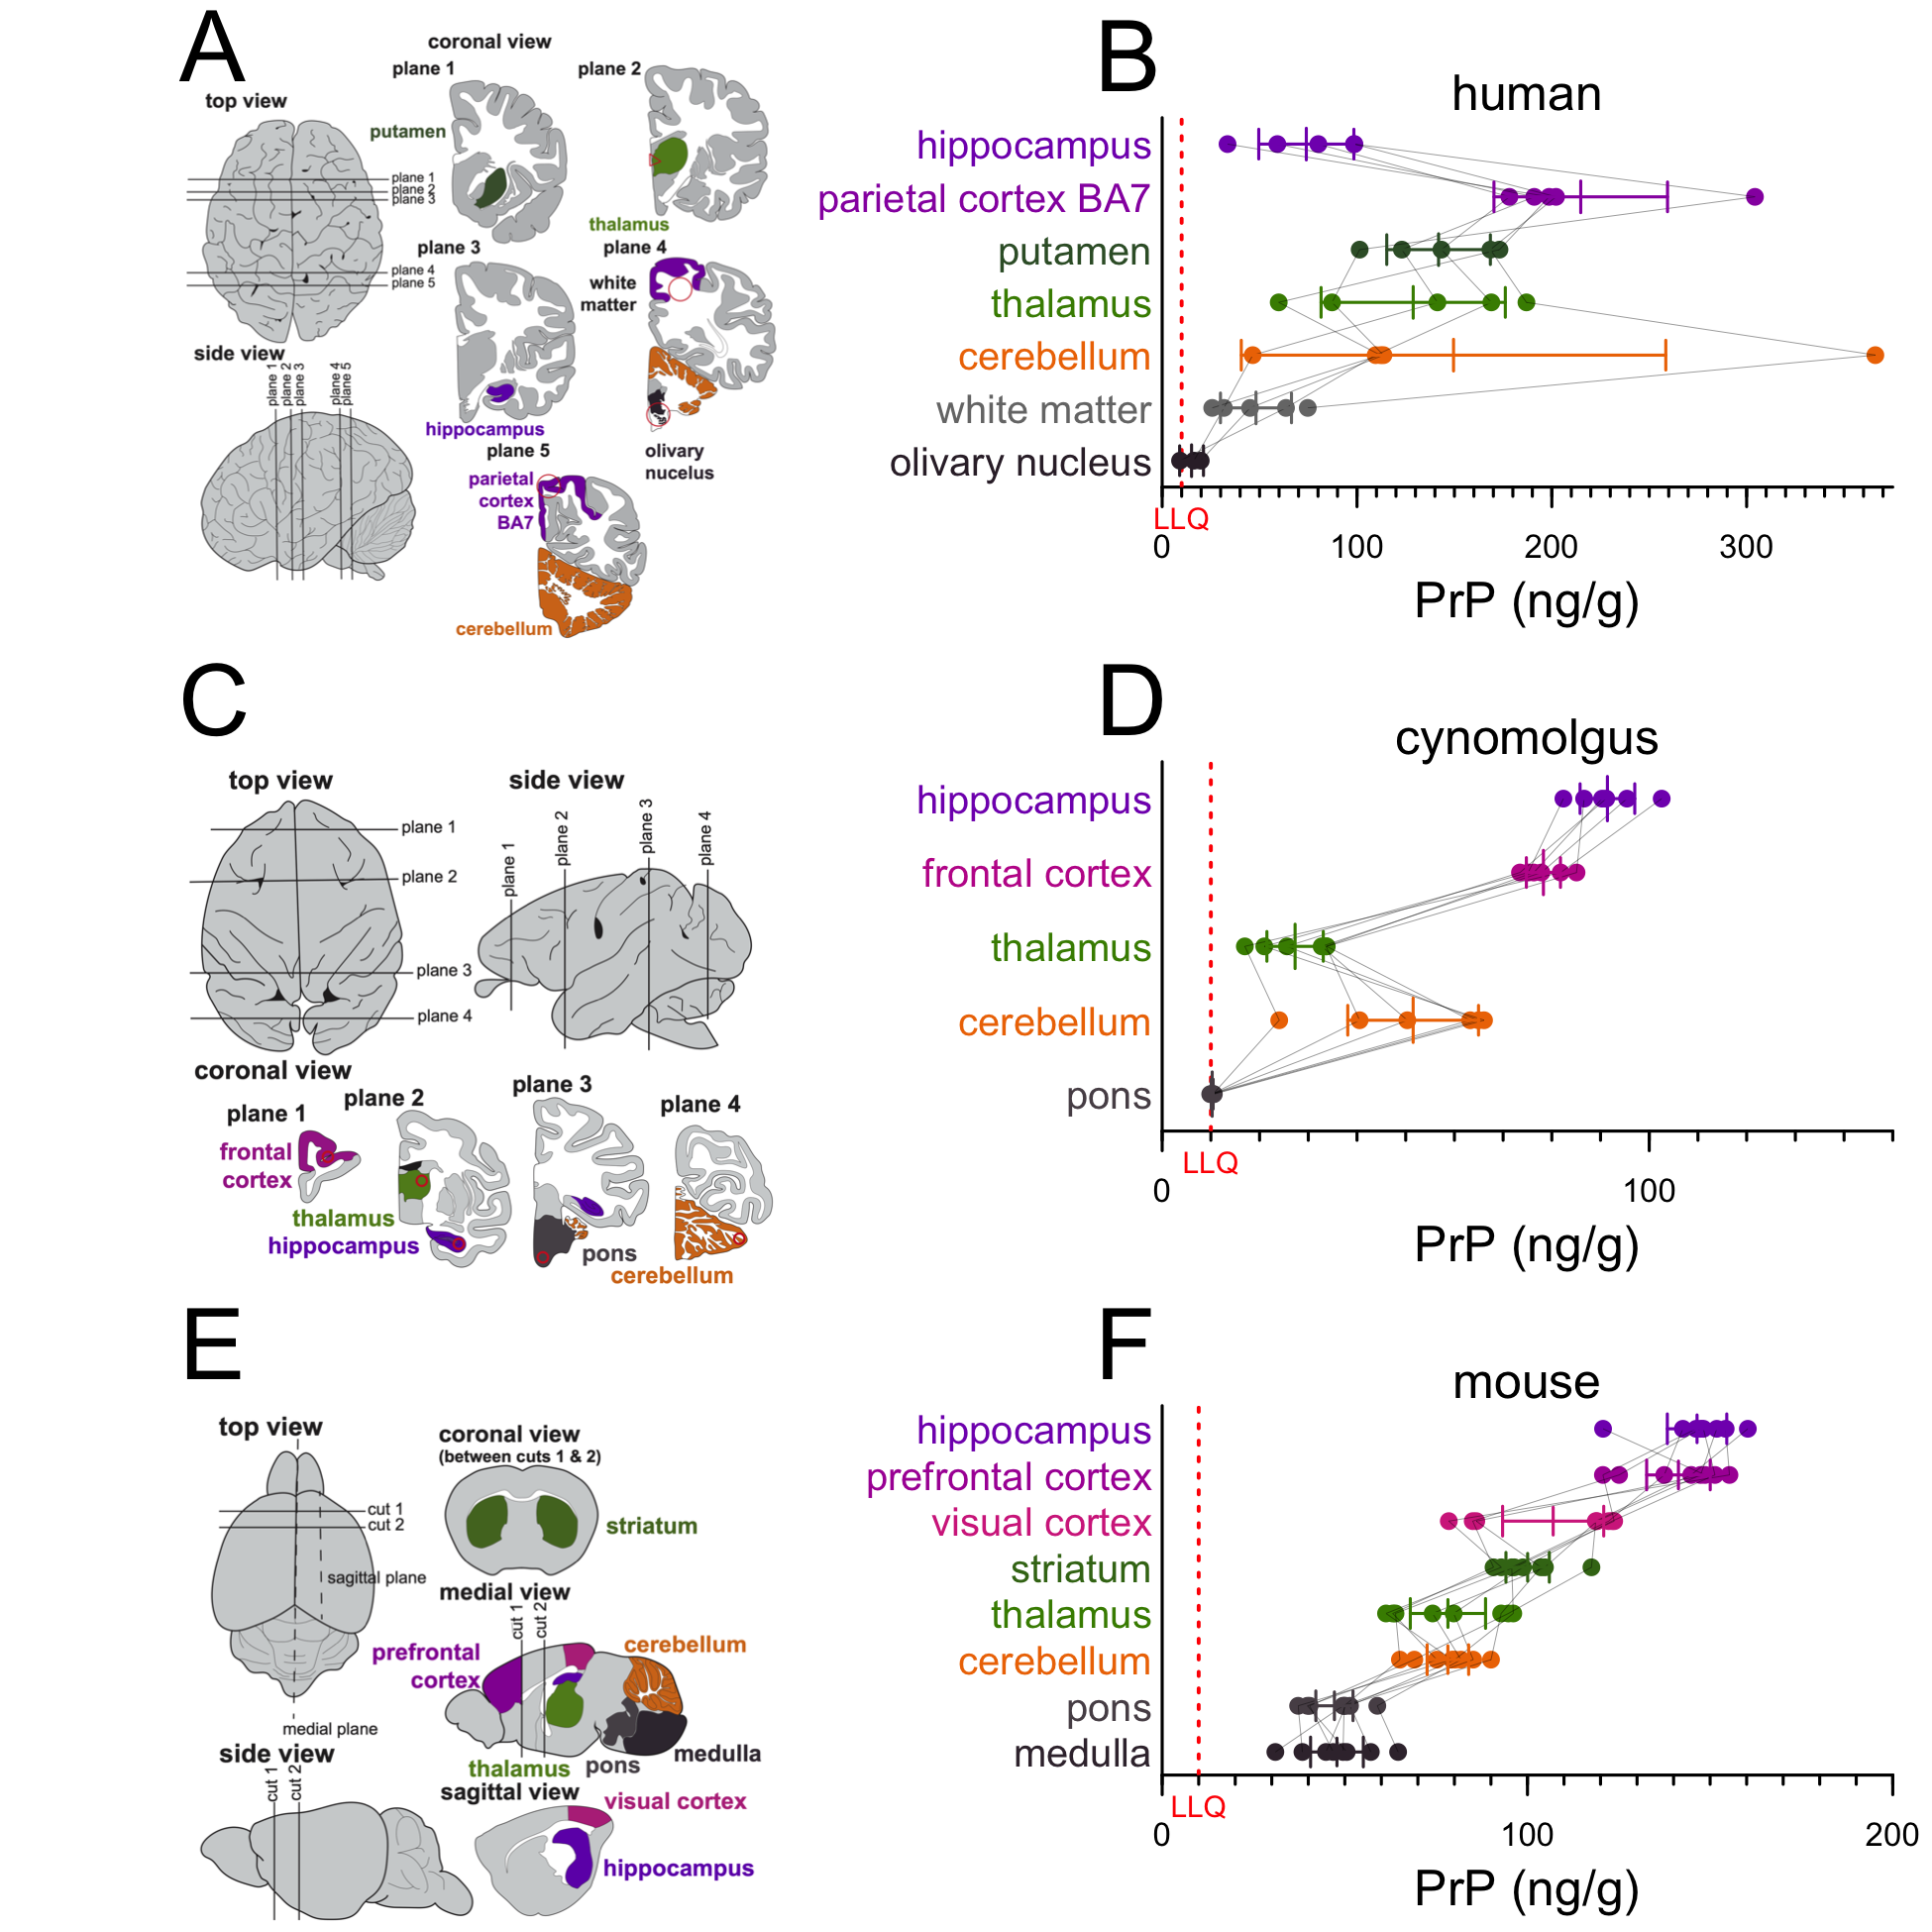 A
coronal view
plane 1
plane 2
top view
putamen
plane 1
plane 2
plane 3
thalamus
plane 3
plane 4
white
matter
plane 4
plane 5
side view
plane 1
plane 2
plane 3
plane 4
plane 5
hippocampus
plane 5
olivary
nucelus
parietal
cortex
BA7
cerebellum
B
human
hippocampus
parietal cortex BA7
putamen
thalamus
cerebellum
white matter
olivary nucleus
LLQ
0
100
200
300
PrP (ng/g)
C
top view
side view
plane 1
plane 2
plane 3
plane 4
plane 1
plane 2
plane 3
plane 4
coronal view
plane 1
plane 2
plane 3
plane 4
frontal
cortex
thalamus
hippocampus
pons
cerebellum
D
cynomolgus
hippocampus
frontal cortex
thalamus
cerebellum
pons
LLQ
0
100
PrP (ng/g)
E
top view
coronal view
(between cuts 1 & 2)
cut 1
cut 2
striatum
sagittal plane
medial view
cut 1
cut 2
prefrontal
cortex
cerebellum
medial plane
side view
thalamus
pons
medulla
cut 1
cut 2
sagittal view
visual cortex
hippocampus
F
mouse
hippocampus
prefrontal cortex
visual cortex
striatum
thalamus
cerebellum
pons
medulla
LLQ
0
100
200
PrP (ng/g)